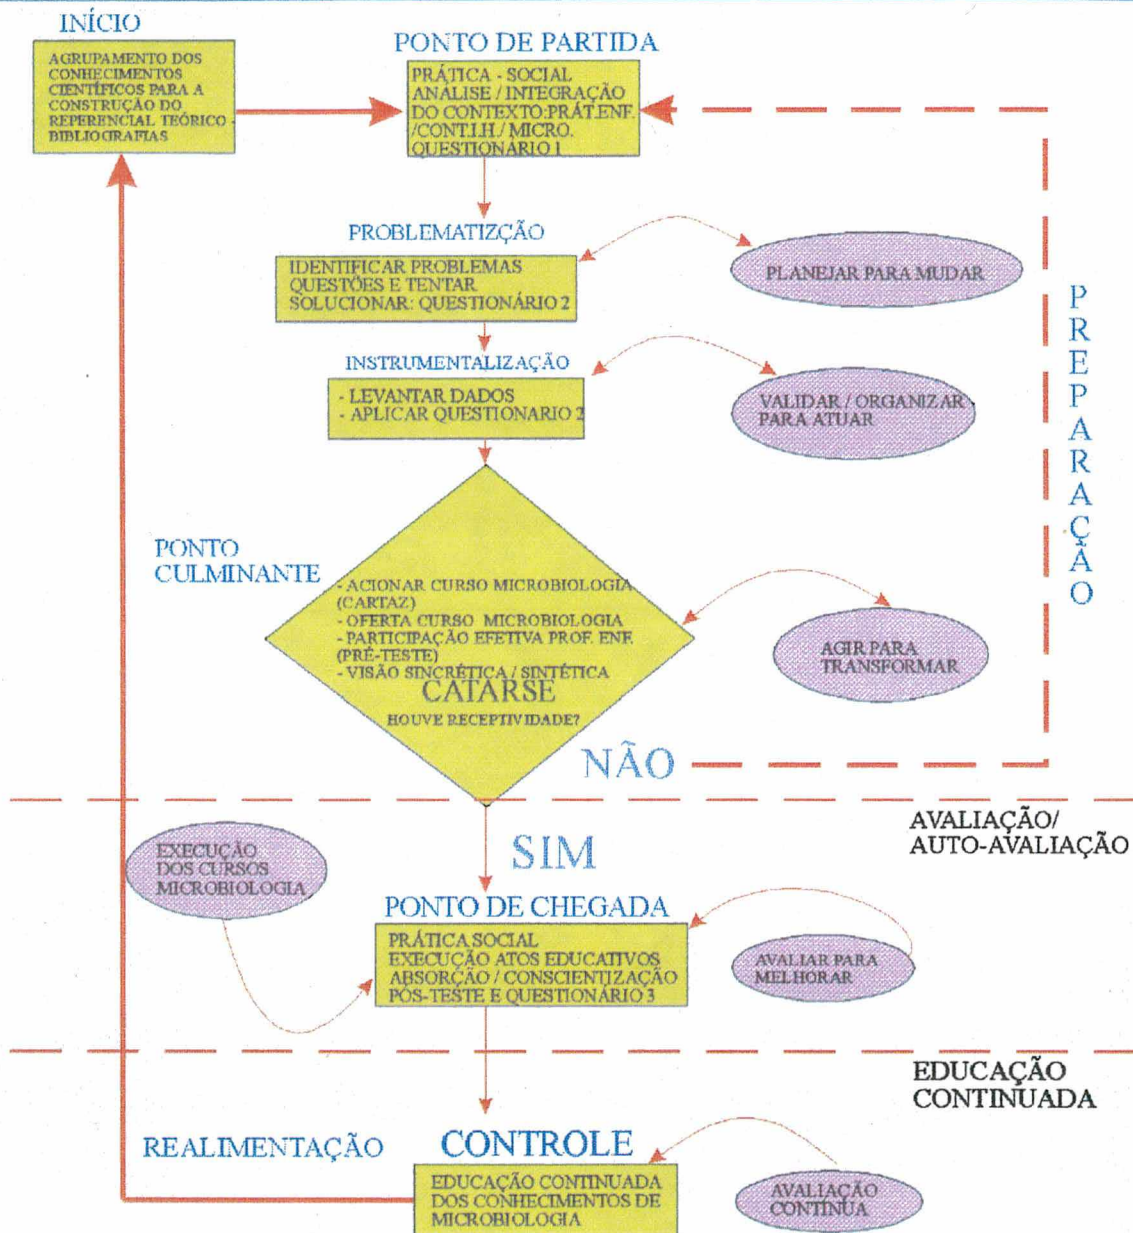 INÍCIO
AGRUPAMENTO DOS
CONHECIMENTOS
CIENTÍFICOS PARA A
CONSTRUÇÃO DO
REFERENCIAL TEÓRICO -
BIBLIOGRAFIAS
PONTO DE PARTIDA
PRÁTICA - SOCIAL
ANÁLISE / INTEGRAÇÃO
DO CONTEXTO:PRÁT.ENF.
/CONT.I.H./ MICRO.
QUESTIONÁRIO 1
PROBLEMATIZÇÃO
IDENTIFICAR PROBLEMAS
QUESTÕES E TENTAR
SOLUCIONAR: QUESTIONÁRIO 2
PLANEJAR PARA MUDAR
INSTRUMENTALIZAÇÃO
- LEVANTAR DADOS
- APLICAR QUESTIONARIO 2
VALIDAR / ORGANIZAR
PARA ATUAR
PREPARAÇÃO
PONTO
CULMINANTE
- ACIONAR CURSO MICROBIOLOGIA
(CARTAZ)
- OFERTA CURSO MICROBIOLOGIA
- PARTICIPAÇÃO EFETIVA PROF. ENF.
(PRÉ-TESTE)
- VISÃO SINCRÉTICA / SINTÉTICA
CATARSE
HOUVE RECEPTIVIDADE?
AGIR PARA
TRANSFORMAR
NÃO
AVALIAÇÃO/
AUTO-AVALIAÇÃO
SIM
EXECUÇÃO
DOS CURSOS
MICROBIOLOGIA
PONTO DE CHEGADA
PRÁTICA SOCIAL
EXECUÇÃO ATOS EDUCATIVOS
ABSORÇÃO / CONSCIENTIZAÇÃO
PÓS-TESTE E QUESTIONÁRIO 3
AVALIAR PARA
MELHORAR
EDUCAÇÃO
CONTINUADA
REALIMENTAÇÃO
CONTROLE
EDUCAÇÃO CONTINUADA
DOS CONHECIMENTOS DE
MICROBIOLOGIA
AVALIAÇÃO
CONTÍNUA